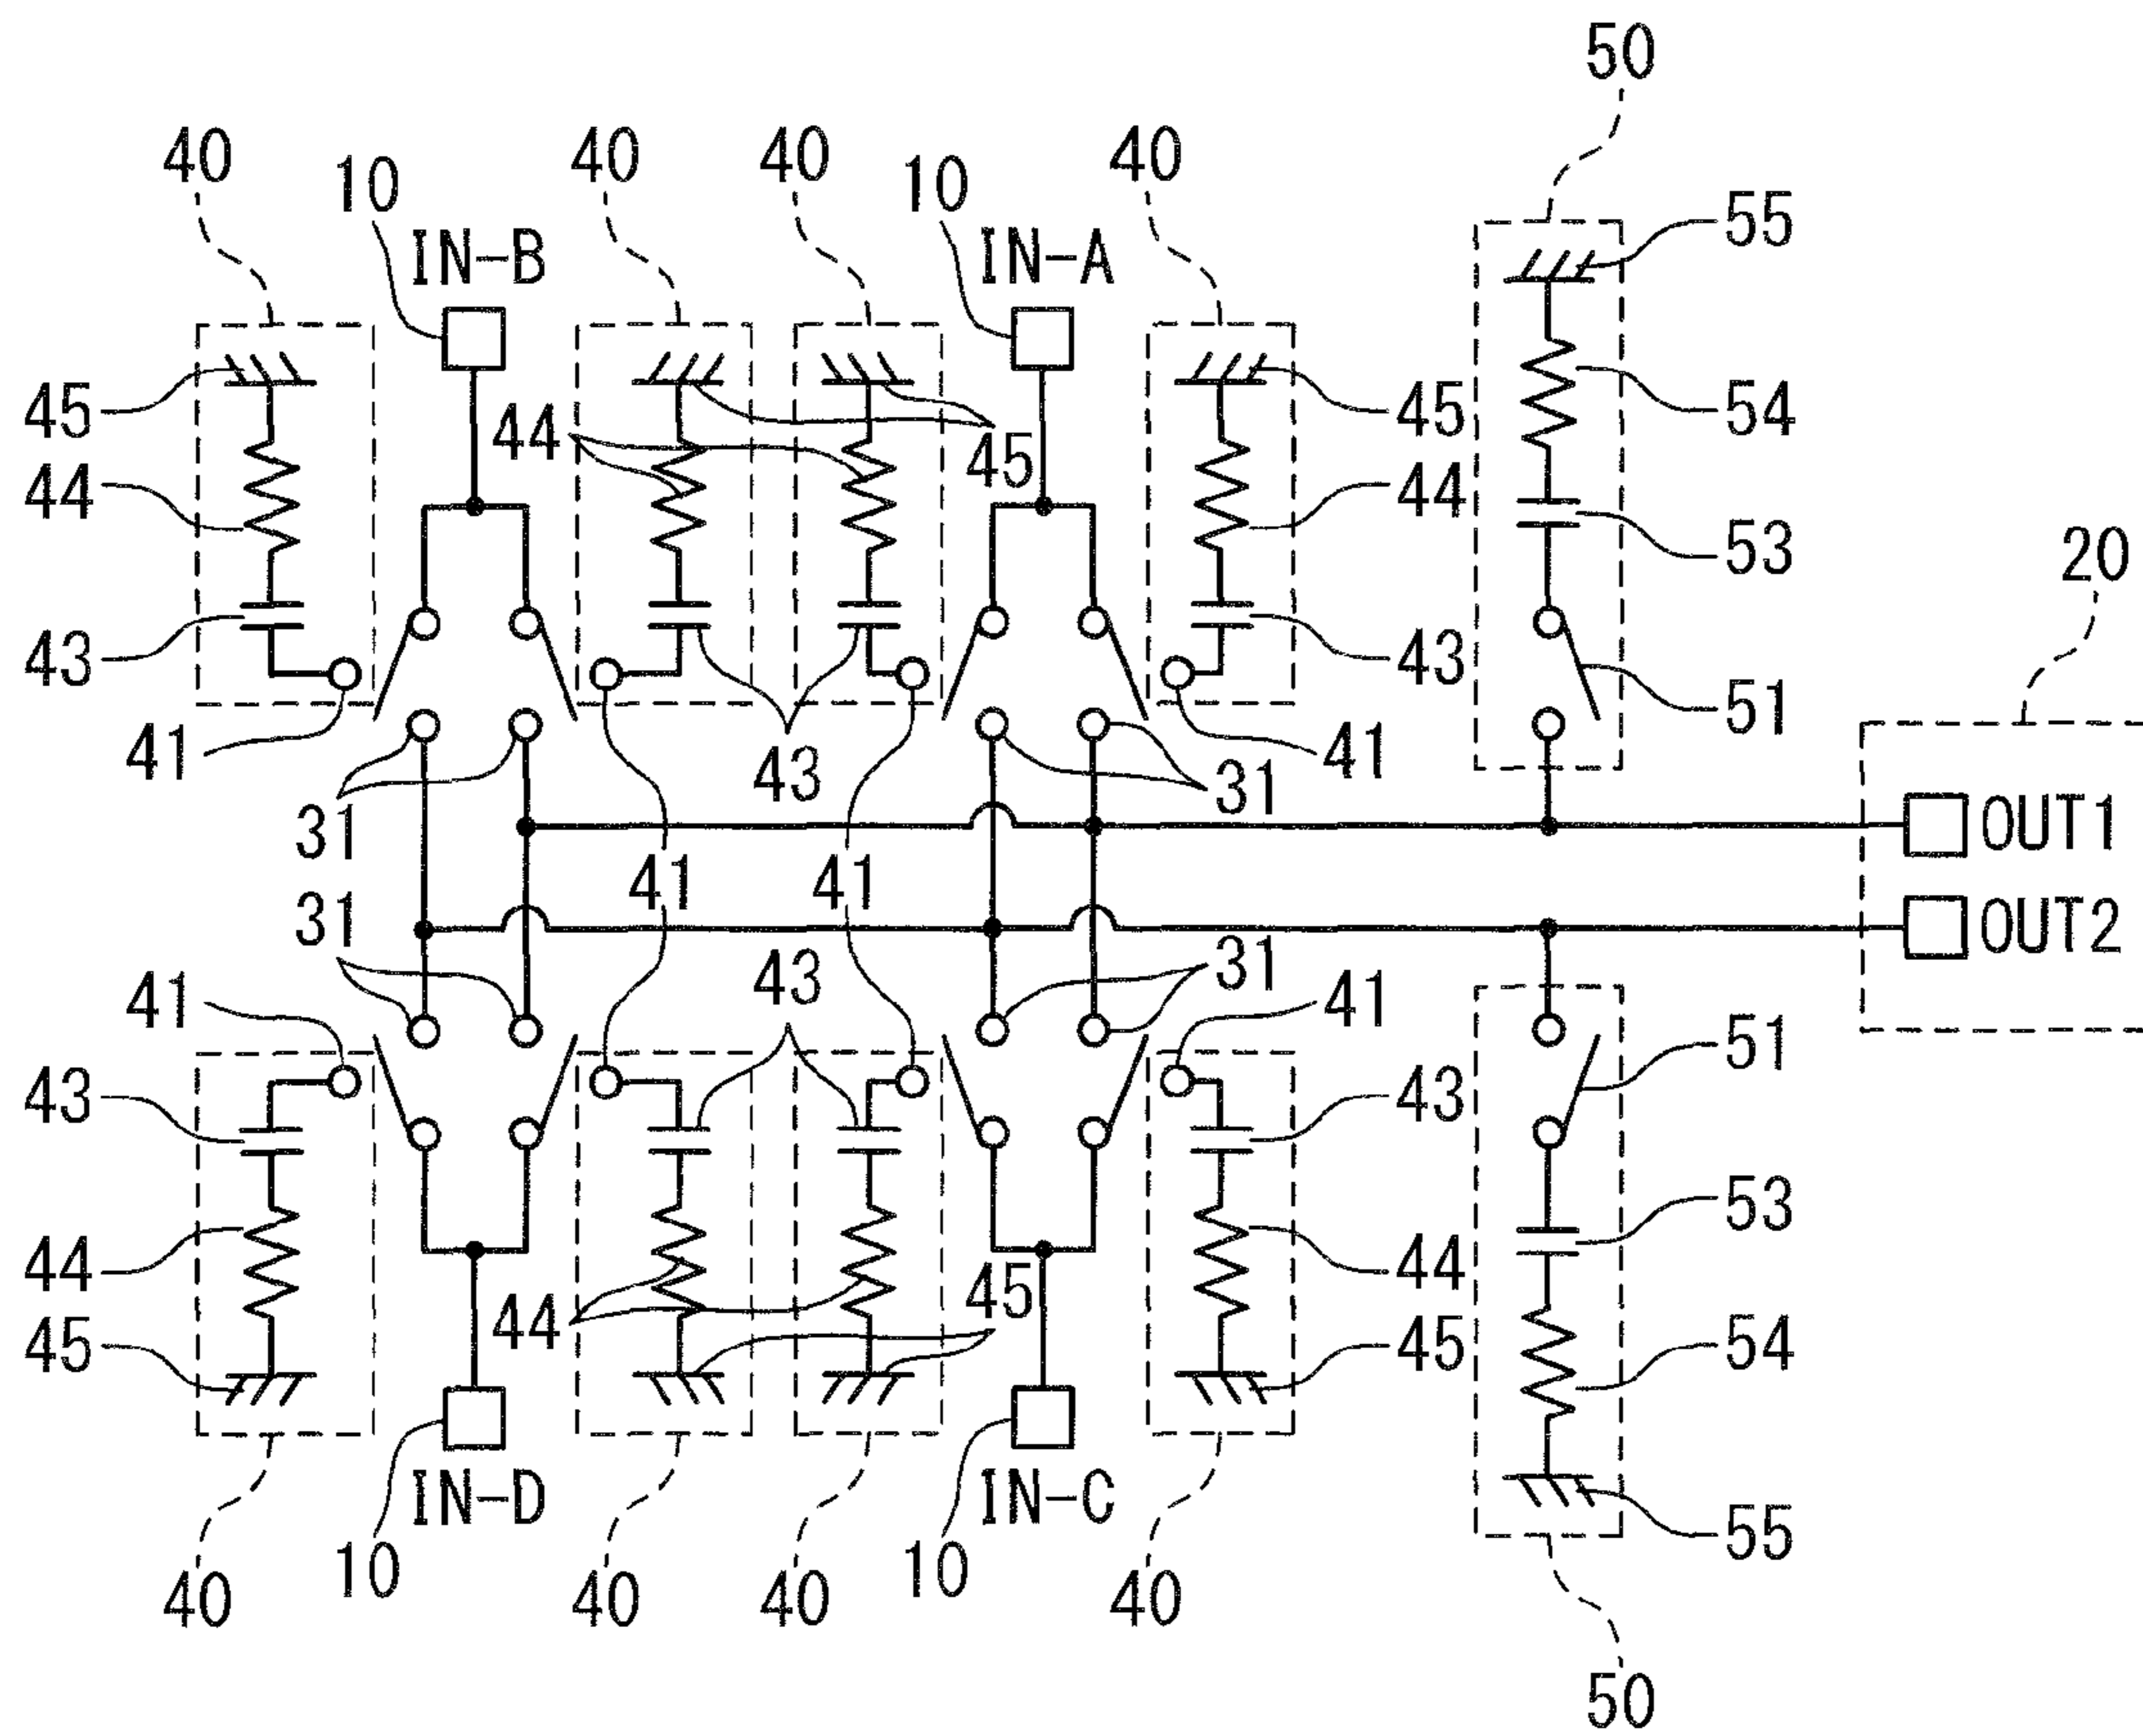 50
40 10 40 40 10 40
55
IN-B IN-A
45 44 45 45 54
44 44 53
20
43 43 51
41 43 41
31 31
OUT1
41 41
31 OUT2
41 43 31 41
51
43 43
53
44 44 45 44
45 45 54
IN-D IN-C
55
10 10
40 40 40 40
50